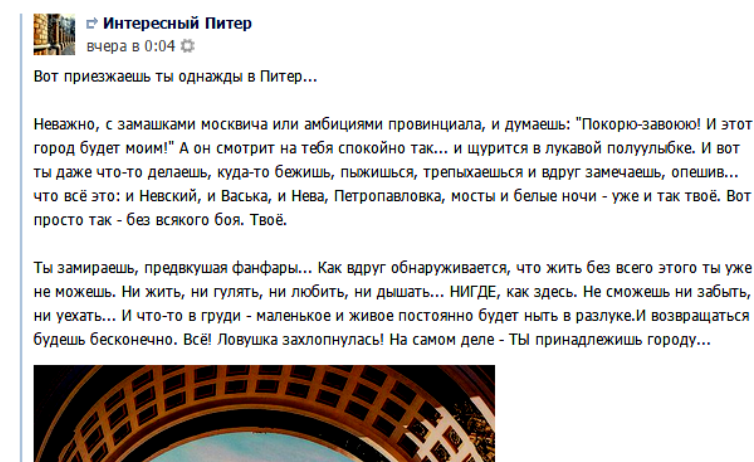 Интересный Питер
вчера в 0:04
Вот приезжаешь ты однажды в Питер...
Неважно, с замашками москвича или амбициями провинциала, и думаешь: "Покорю-завоюю! И этот
город будет моим!" А он смотрит на тебя спокойно так... и щурится в лукавой полуулыбке. И вот
ты даже что-то делаешь, куда-то бежишь, пыжишься, трепыхаешься и вдруг замечаешь, опешив...
что всё это: и Невский, и Васька, и Нева, Петропавловка, мосты и белые ночи - уже и так твоё. Вот
просто так - без всякого боя. Твоё.
Ты замираешь, предвкушая фанфары... Как вдруг обнаруживается, что жить без всего этого ты уже
не можешь. Ни жить, ни гулять, ни любить, ни дышать... НИГДЕ, как здесь. Не сможешь ни забыть,
ни уехать... И что-то в груди - маленькое и живое постоянно будет ныть в разлуке.И возвращаться
будешь бесконечно. Всё! Ловушка захлопнулась! На самом деле - ТЫ принадлежишь городу...